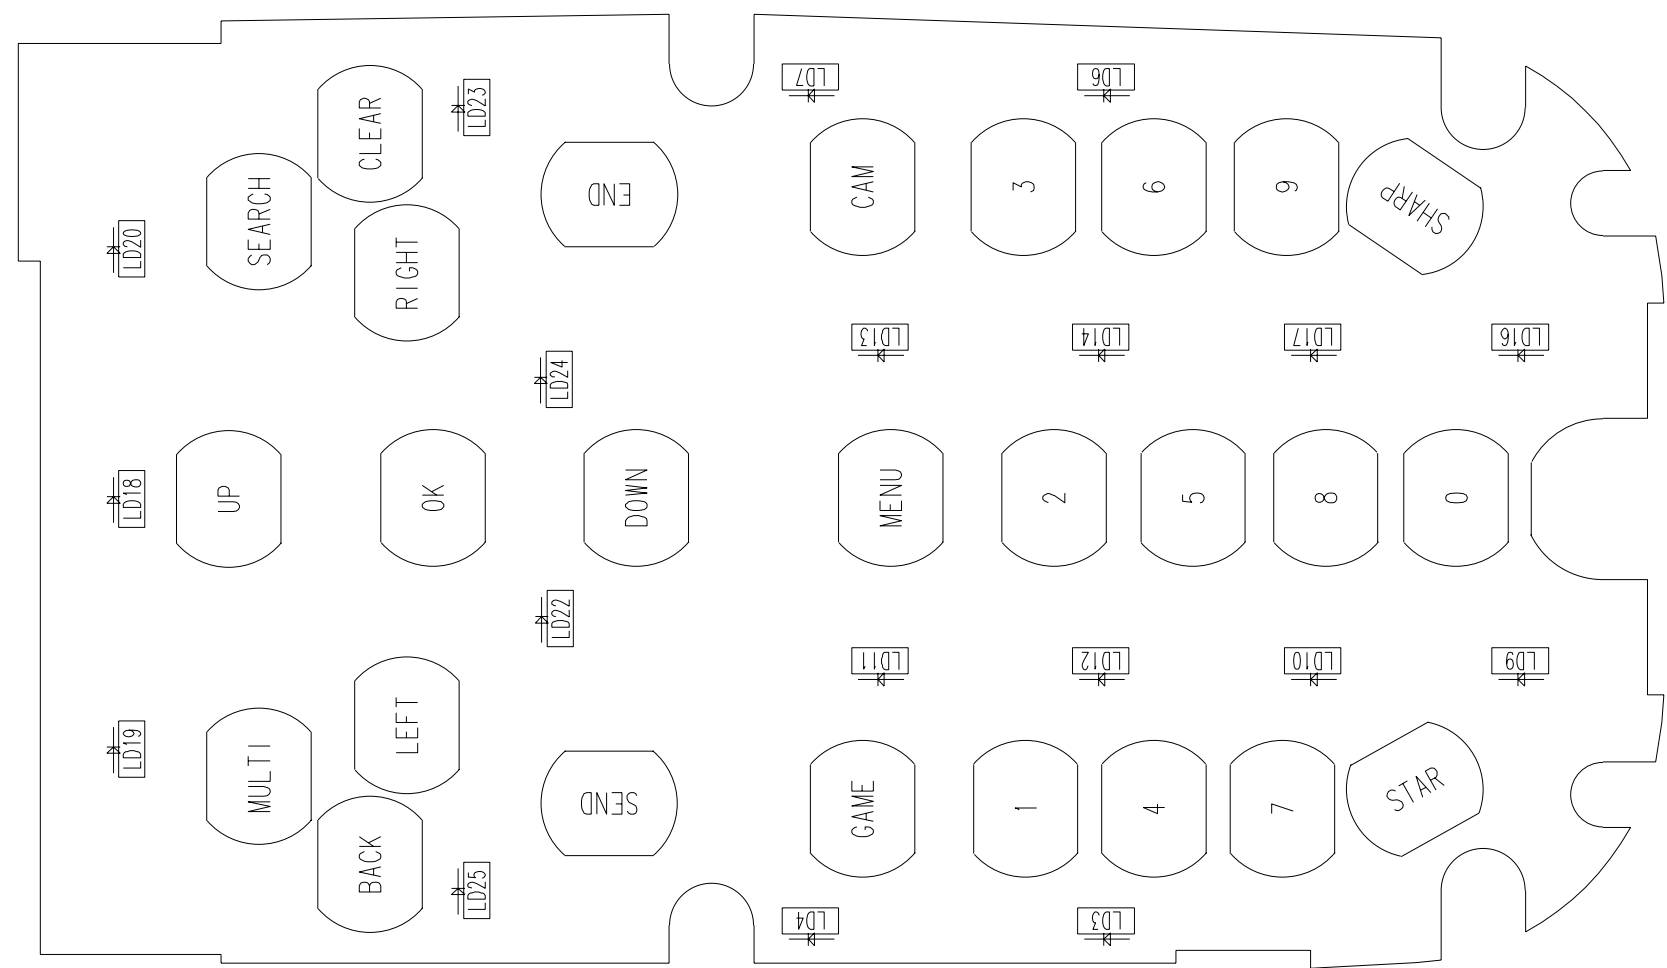 LD7
LD6
LD23
CLEAR
SEARCH
END
CAM
3
6
9
SHARP
LD20
RIGHT
LD13
LD14
LD17
LD16
LD24
LD18
UP
OK
DOWN
MENU
2
5
8
0
LD22
LD11
LD12
LD10
LD9
LD19
MULTI
LEFT
SEND
GAME
1
4
7
STAR
BACK
LD25
LD4
LD3